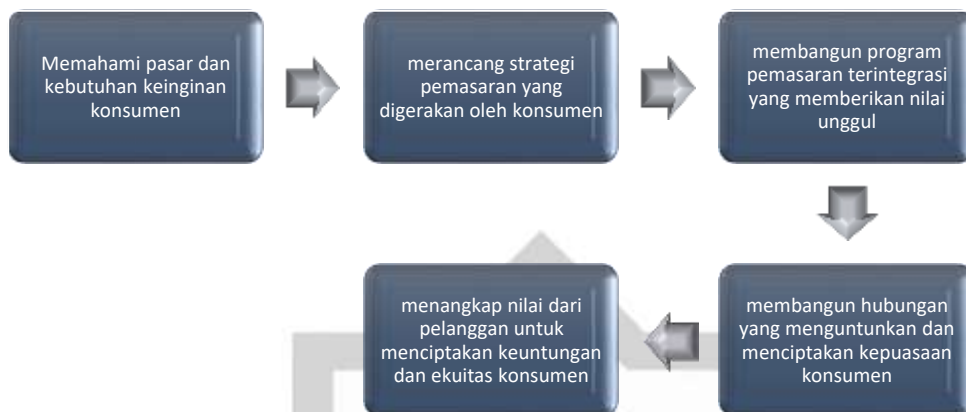 Memahami pasar dan
kebutuhan keinginan
konsumen
merancang strategi
pemasaran yang
digerakan oleh konsumen
membangun program
pemasaran terintegrasi
yang memberikan nilai
unggul
membangun hubungan
yang menguntunkan dan
menciptakan kepuasaan
konsumen
menangkap nilai dari
pelanggan untuk
menciptakan keuntungan
dan ekuitas konsumen